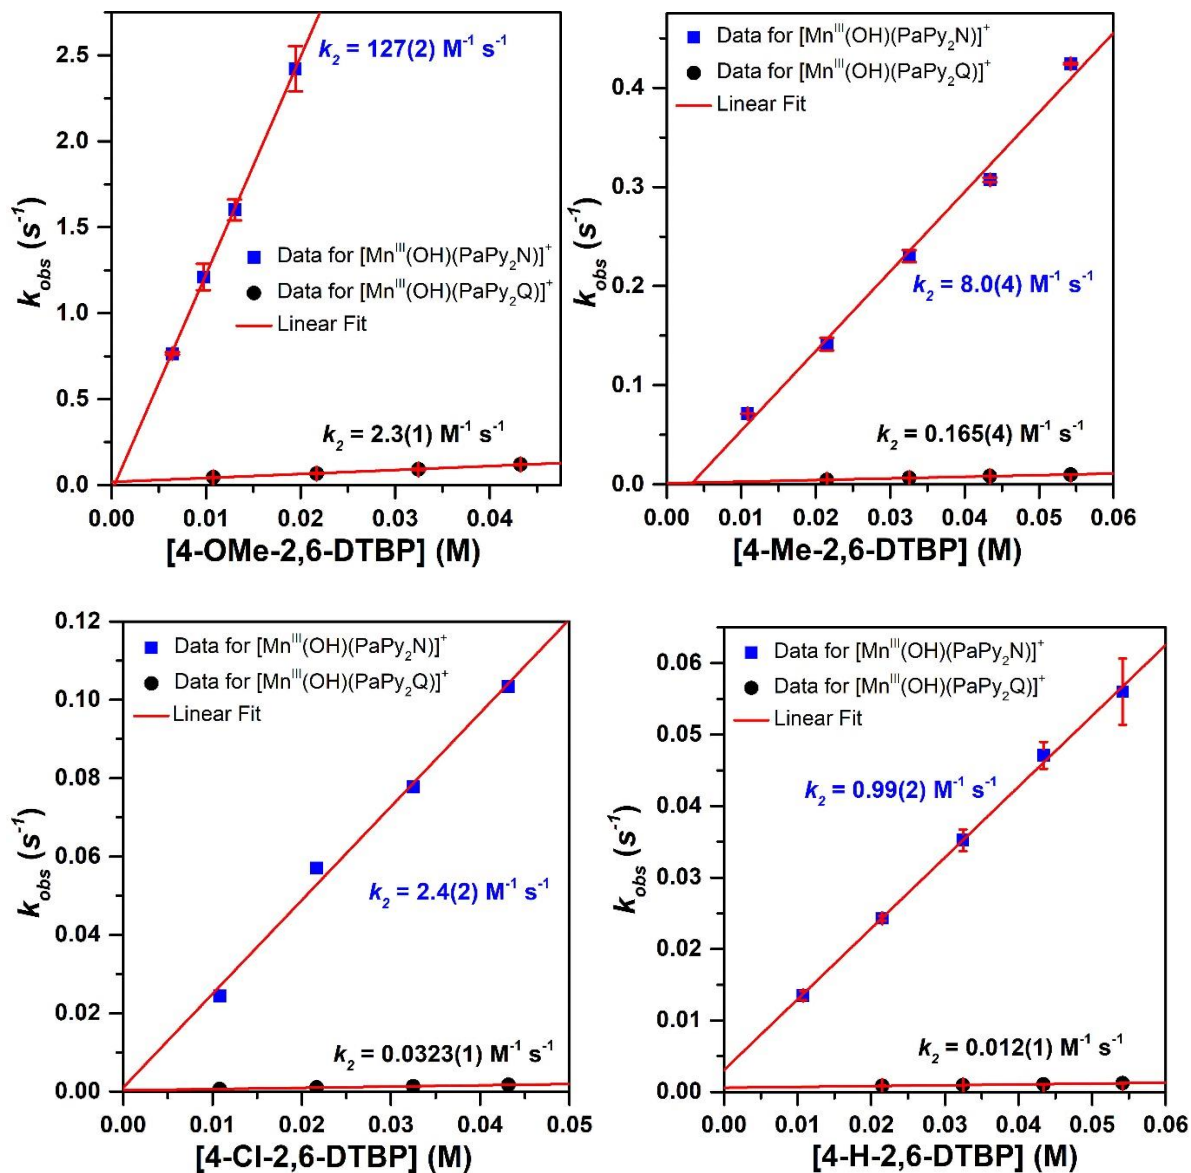 2.5
2.0
1.5
1.0
0.5
0.0
k_obs (s⁻¹)
k₂ = 127(2) M⁻¹ s⁻¹
Data for [Mnᴵᴵᴵ(OH)(PaPy₂N)]⁺
Data for [Mnᴵᴵᴵ(OH)(PaPy₂Q)]⁺
Linear Fit
k₂ = 2.3(1) M⁻¹ s⁻¹
0.00 0.01 0.02 0.03 0.04
[4-OMe-2,6-DTBP] (M)
Data for [Mnᴵᴵᴵ(OH)(PaPy₂N)]⁺
Data for [Mnᴵᴵᴵ(OH)(PaPy₂Q)]⁺
Linear Fit
0.4
0.3
0.2
0.1
0.0
k_obs (s⁻¹)
k₂ = 8.0(4) M⁻¹ s⁻¹
k₂ = 0.165(4) M⁻¹ s⁻¹
0.00 0.01 0.02 0.03 0.04 0.05 0.06
[4-Me-2,6-DTBP] (M)
0.12
0.10
0.08
0.06
0.04
0.02
0.00
k_obs (s⁻¹)
Data for [Mnᴵᴵᴵ(OH)(PaPy₂N)]⁺
Data for [Mnᴵᴵᴵ(OH)(PaPy₂Q)]⁺
Linear Fit
k₂ = 2.4(2) M⁻¹ s⁻¹
k₂ = 0.0323(1) M⁻¹ s⁻¹
0.00 0.01 0.02 0.03 0.04 0.05
[4-Cl-2,6-DTBP] (M)
0.06
0.05
0.04
0.03
0.02
0.01
0.00
k_obs (s⁻¹)
Data for [Mnᴵᴵᴵ(OH)(PaPy₂N)]⁺
Data for [Mnᴵᴵᴵ(OH)(PaPy₂Q)]⁺
Linear Fit
k₂ = 0.99(2) M⁻¹ s⁻¹
k₂ = 0.012(1) M⁻¹ s⁻¹
0.00 0.01 0.02 0.03 0.04 0.05 0.06
[4-H-2,6-DTBP] (M)